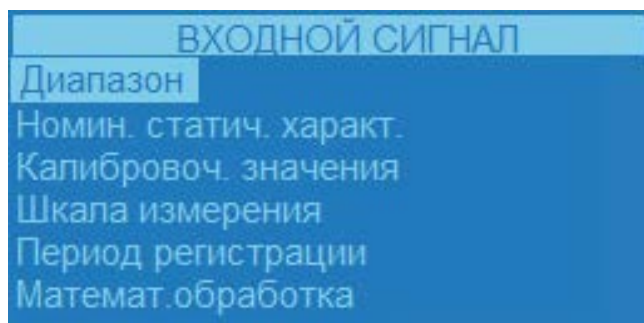 ВХОДНОЙ СИГНАЛ
Диапазон
Номин. статич. характ.
Калибровоч. значения
Шкала измерения
Период регистрации
Математ.обработка